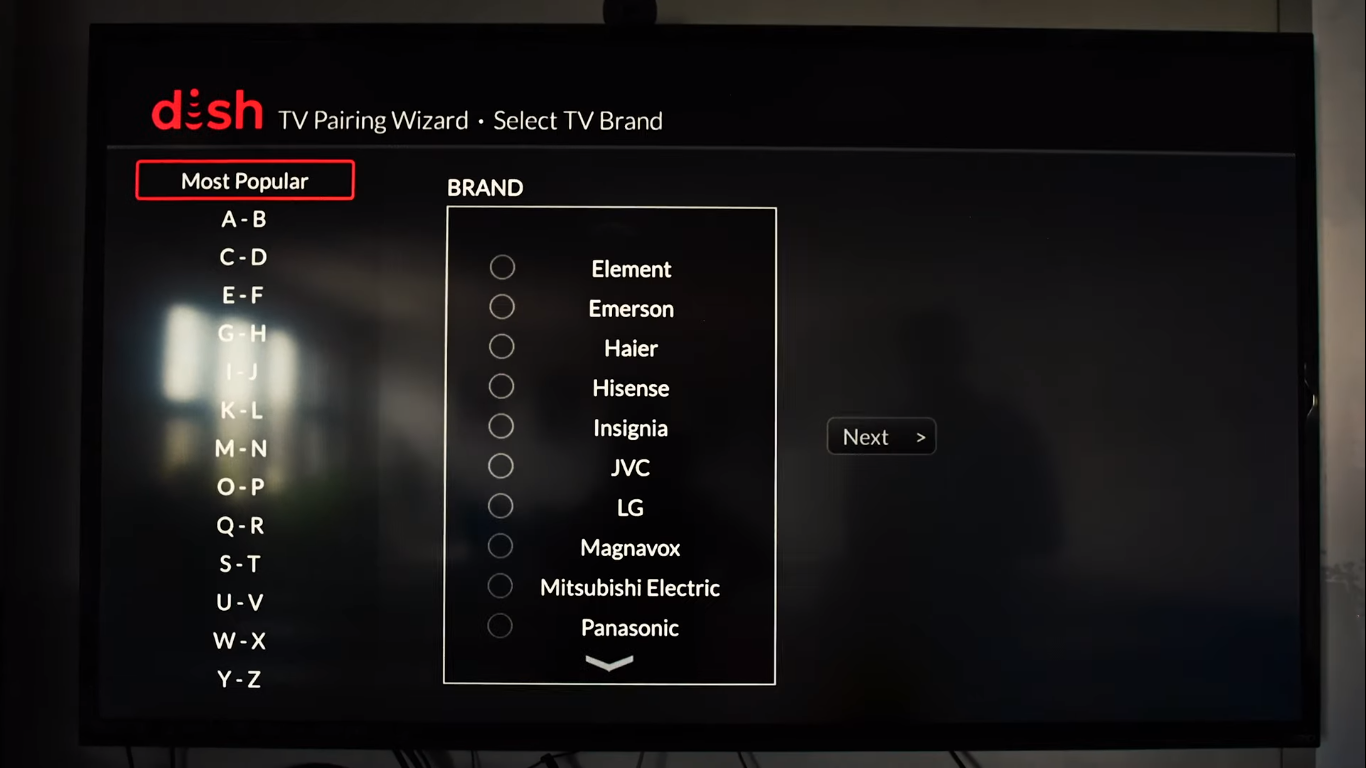 dish TV Pairing Wizard • Select TV Brand
Most Popular
A - B
C - D
E - F
G - H
I - J
K - L
M - N
O - P
Q - R
S - T
U - V
W - X
Y - Z
BRAND
Element
Emerson
Haier
Hisense
Insignia
JVC
LG
Magnavox
Mitsubishi Electric
Panasonic
Next >